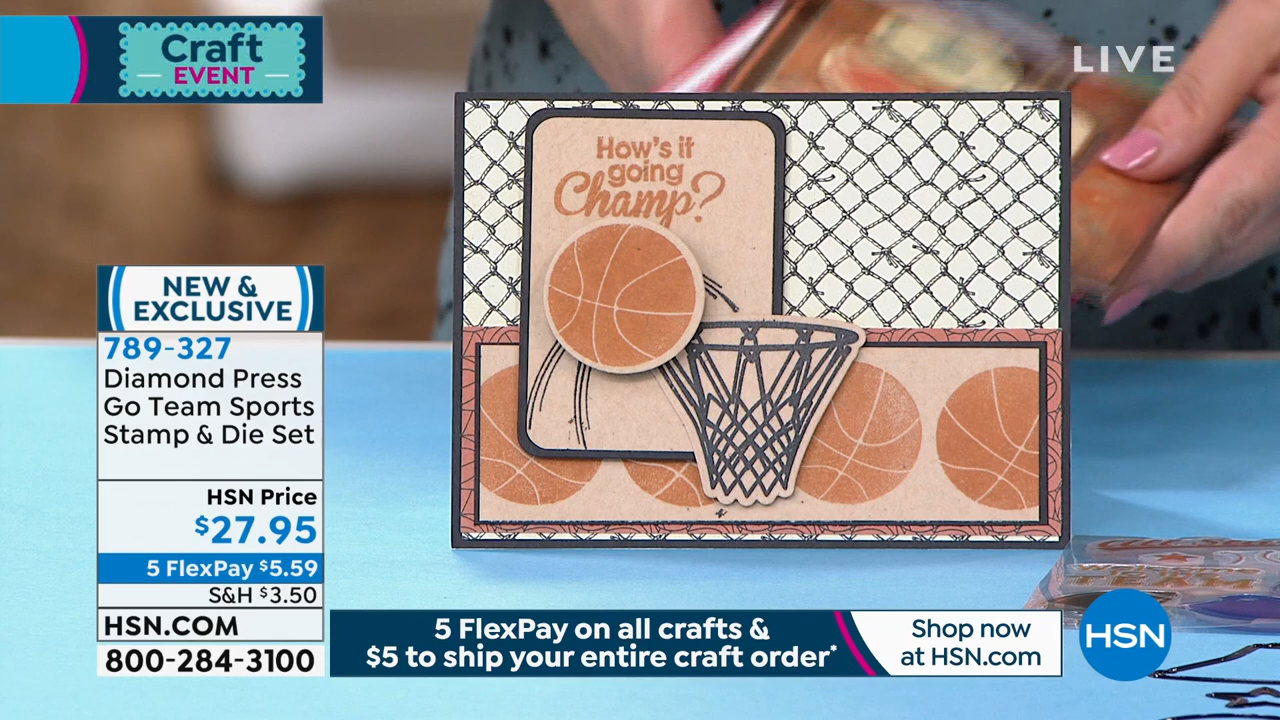 Craft
EVENT
LIVE
How's it
going
Champ?
NEW &
EXCLUSIVE
789-327
Diamond Press
Go Team Sports
Stamp & Die Set
HSN Price
$27.95
5 FlexPay $5.59
S&H $3.50
HSN.COM
800-284-3100
5 FlexPay on all crafts &
$5 to ship your entire craft order*
Shop now
at HSN.com
HSN